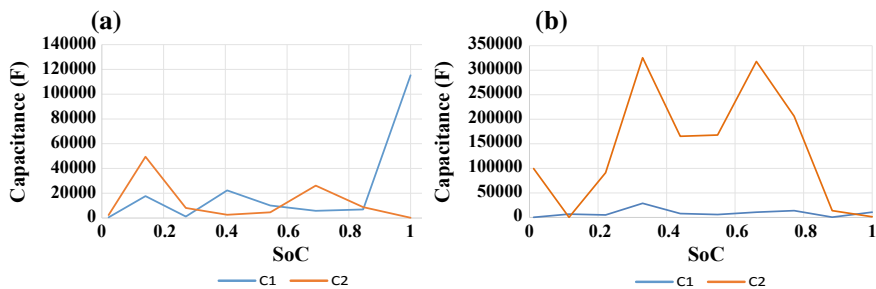 (a)
Capacitance (F)
140000
120000
100000
80000
60000
40000
20000
0
0 0.2 0.4 0.6 0.8 1
SoC
C1 C2
(b)
Capacitance (F)
350000
300000
250000
200000
150000
100000
50000
0
0 0.2 0.4 0.6 0.8 1
SoC
C1 C2